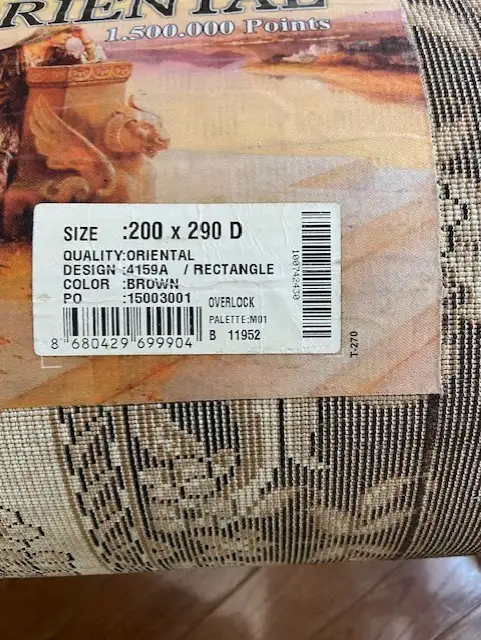 RIENTAL
1.500.000 Points
SIZE :200 x 290 D
QUALITY:ORIENTAL
DESIGN :4159A / RECTANGLE
COLOR :BROWN
PO :15003001
OVERLOCK
PALETTE:M01
B 11952
8 680429 699904
100742430
T-270